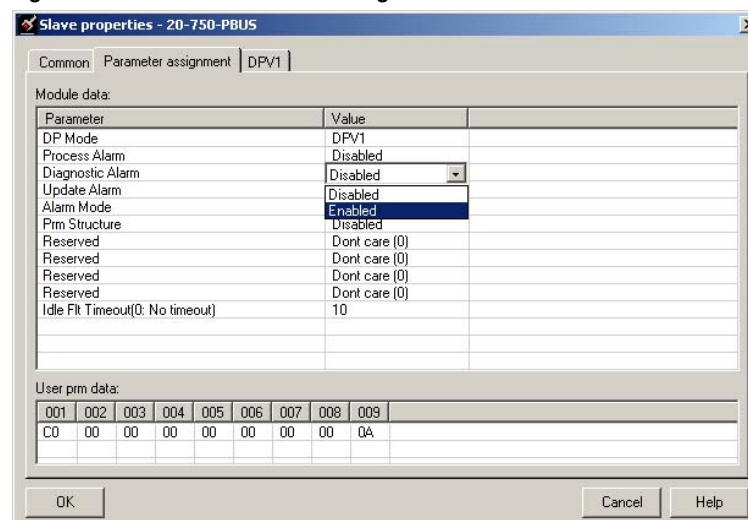 Slave properties - 20-750-PBUS
Common Parameter assignment DPV1
Module data:
Parameter Value
DP Mode DPV1
Process Alarm Disabled
Diagnostic Alarm Disabled
Update Alarm Disabled
Alarm Mode Enabled
Prm Structure Disabled
Reserved Dont care (0)
Reserved Dont care (0)
Reserved Dont care (0)
Reserved Dont care (0)
Idle Flt Timeout(0: No timeout) 10
User prm data:
001 002 003 004 005 006 007 008 009
C0 00 00 00 00 00 00 00 0A
OK Cancel Help